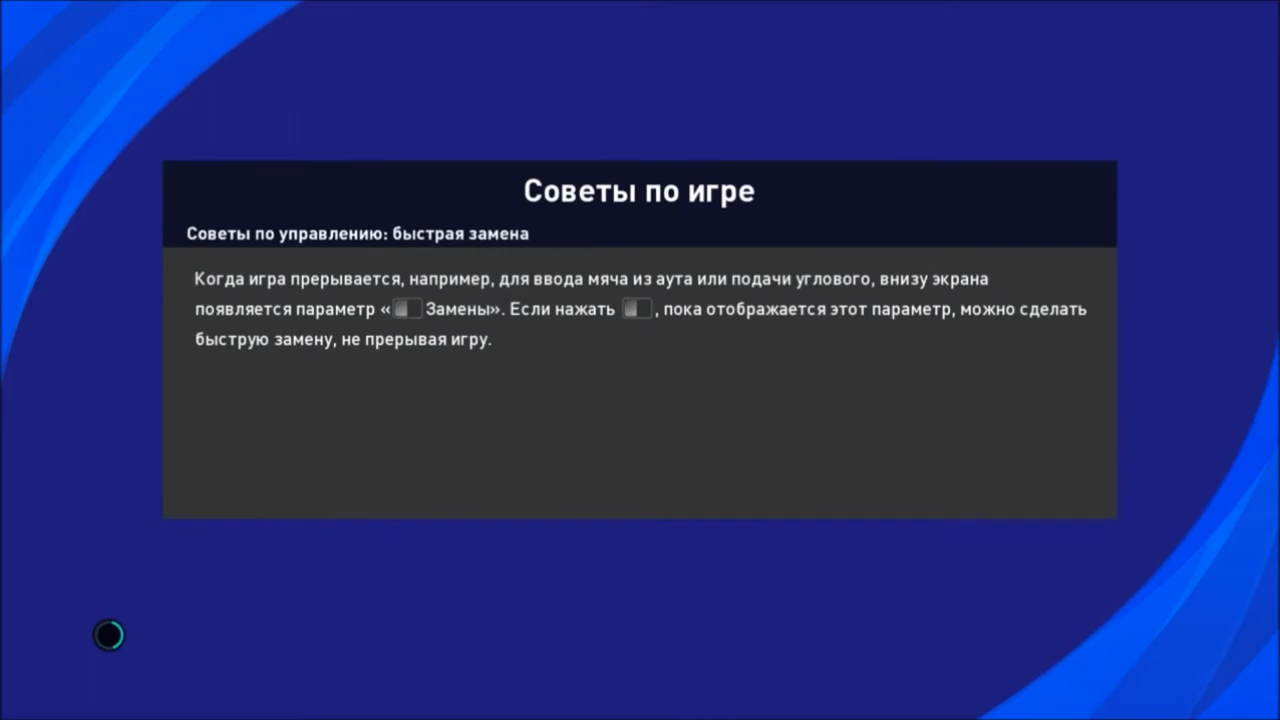 Советы по игре
Советы по управлению: быстрая замена
Когда игра прерывается, например, для ввода мяча из аута или подачи углового, внизу экрана
появляется параметр « Замены». Если нажать , пока отображается этот параметр, можно сделать
быструю замену, не прерывая игру.